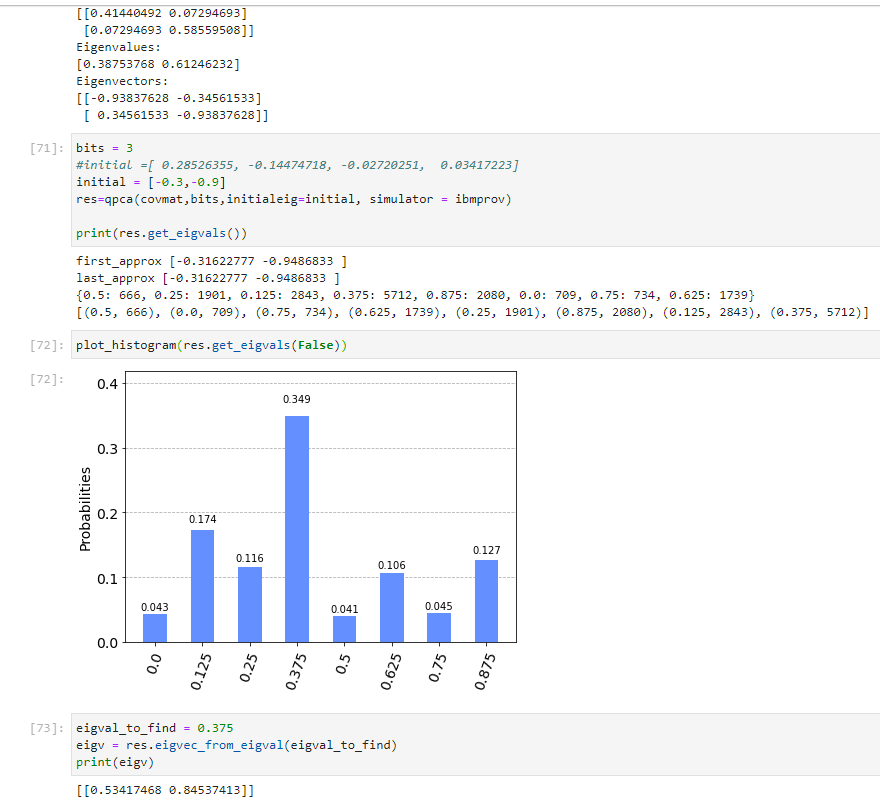 [[0.41440492 0.07294693]
[0.07294693 0.58559508]]
Eigenvalues:
[0.38753768 0.61246232]
Eigenvectors:
[[-0.93837628 -0.34561533]
[ 0.34561533 -0.93837628]]
[71]: bits = 3
#initial =[ 0.28526355, -0.14474718, -0.02720251,  0.03417223]
initial = [-0.3,-0.9]
res=qpca(covmat,bits,initialeig=initial, simulator = ibmprov)
print(res.get_eigvals())
first_approx [-0.31622777 -0.9486833 ]
last_approx [-0.31622777 -0.9486833 ]
{0.5: 666, 0.25: 1901, 0.125: 2843, 0.375: 5712, 0.875: 2080, 0.0: 709, 0.75: 734, 0.625: 1739}
[(0.5, 666), (0.0, 709), (0.75, 734), (0.625, 1739), (0.25, 1901), (0.875, 2080), (0.125, 2843), (0.375, 5712)]
[72]: plot_histogram(res.get_eigvals(False))
[72]:
0.4
0.3
0.2
0.1
0.0
Probabilities
0.043
0.174
0.116
0.349
0.041
0.106
0.045
0.127
0.0
0.125
0.25
0.375
0.5
0.625
0.75
0.875
[73]: eigval_to_find = 0.375
eigv = res.eigvec_from_eigval(eigval_to_find)
print(eigv)
[[0.53417468 0.84537413]]